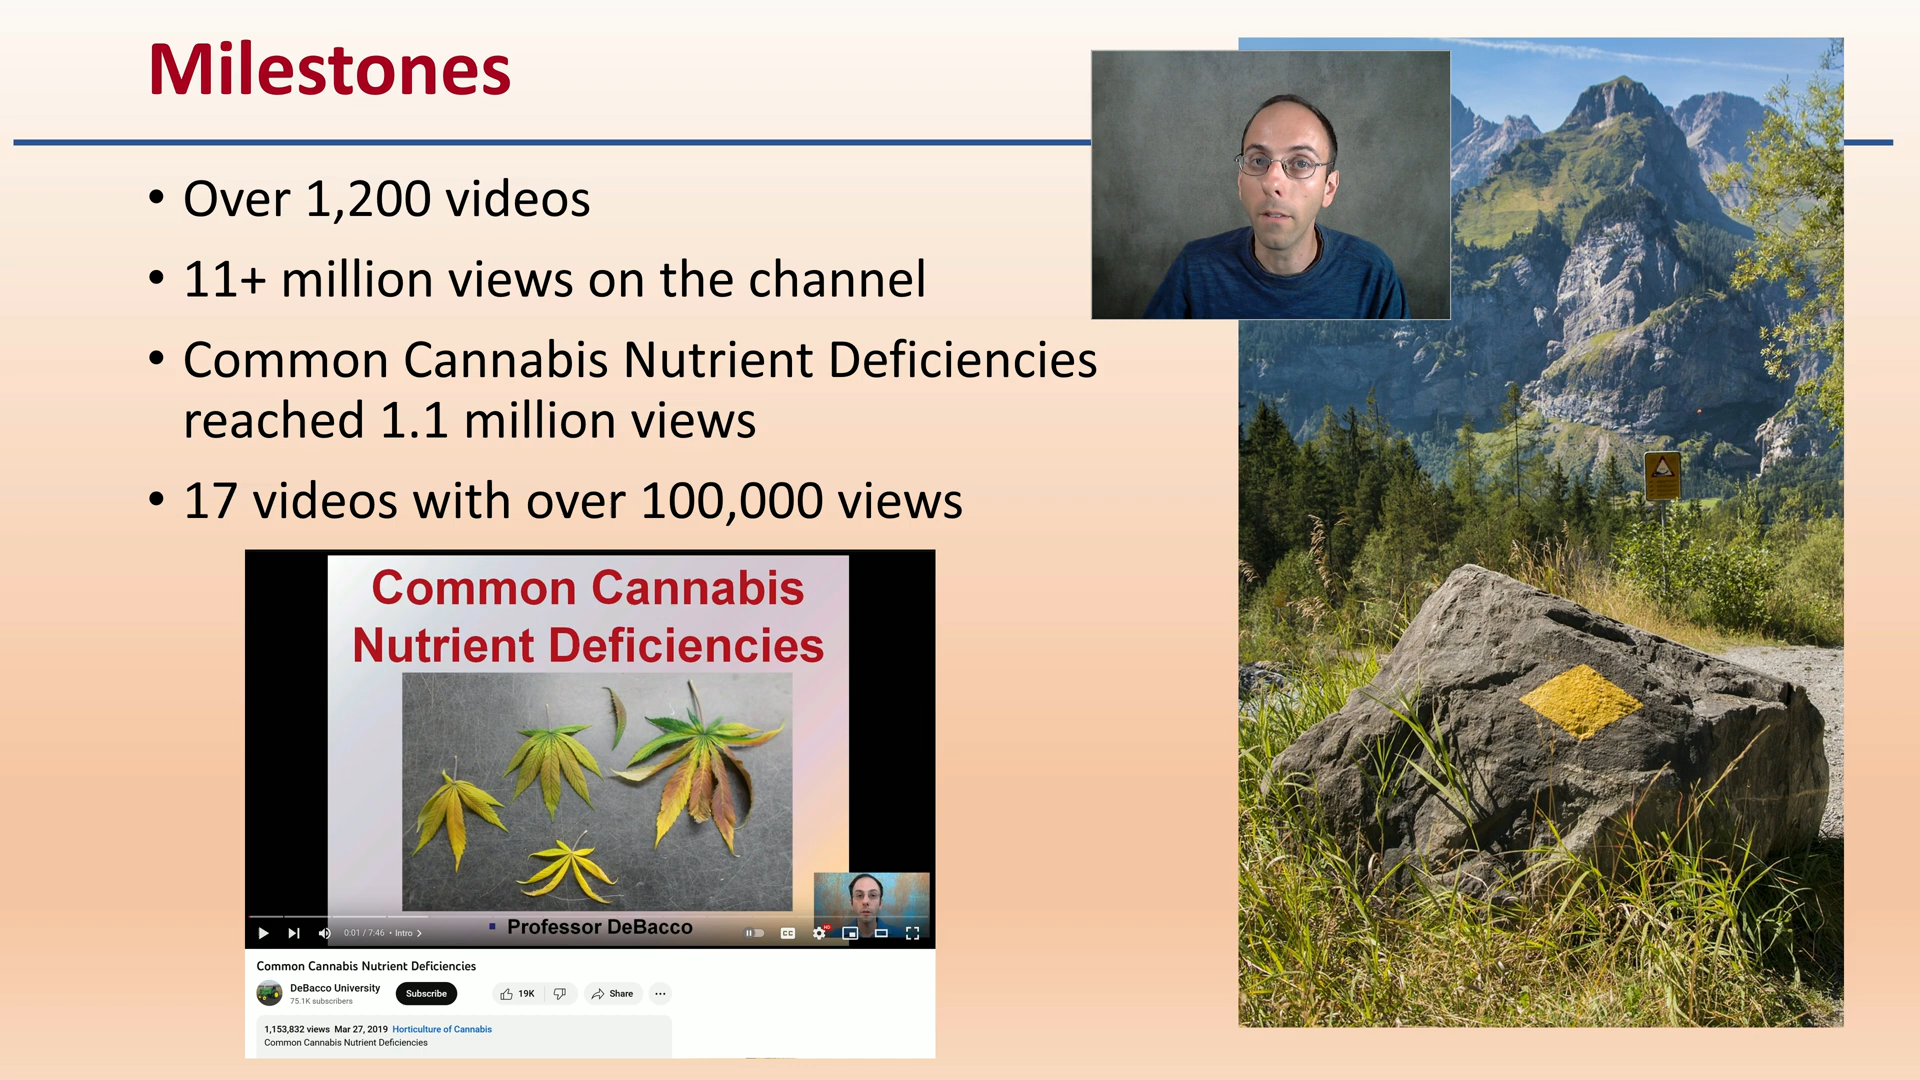 Milestones
• Over 1,200 videos
• 11+ million views on the channel
• Common Cannabis Nutrient Deficiencies
reached 1.1 million views
• 17 videos with over 100,000 views
Common Cannabis
Nutrient Deficiencies
▪ Professor DeBacco
0:01 / 7:46 • Intro
CC
HD
Common Cannabis Nutrient Deficiencies
DeBacco University
75.1K subscribers
Subscribe
19K
Share
1,153,832 views Mar 27, 2019 Horticulture of Cannabis
Common Cannabis Nutrient Deficiencies